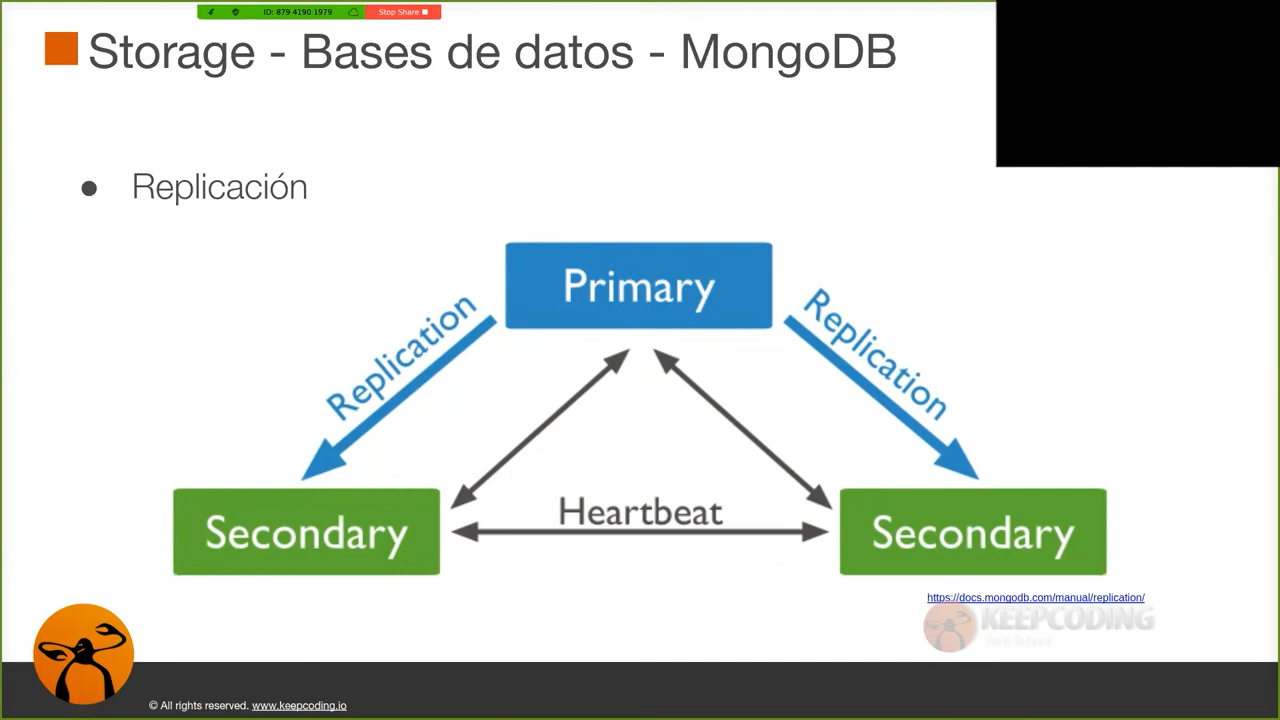 ID: 879 4190 1979
Stop Share
Storage - Bases de datos - MongoDB
● Replicación
Primary
Replication
Replication
Heartbeat
Secondary
Secondary
https://docs.mongodb.com/manual/replication/
KEEPCODING
Tech School
© All rights reserved. www.keepcoding.io